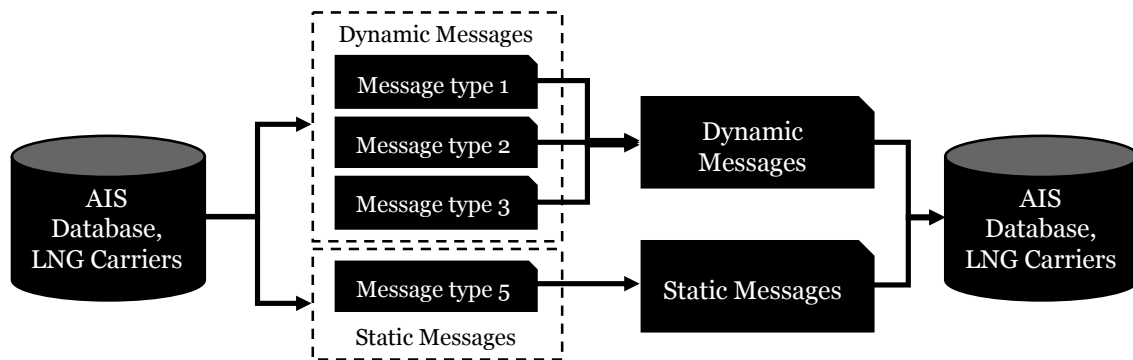 AIS
Database,
LNG Carriers
Dynamic Messages
Message type 1
Message type 2
Message type 3
Message type 5
Static Messages
Dynamic
Messages
Static Messages
AIS
Database,
LNG Carriers